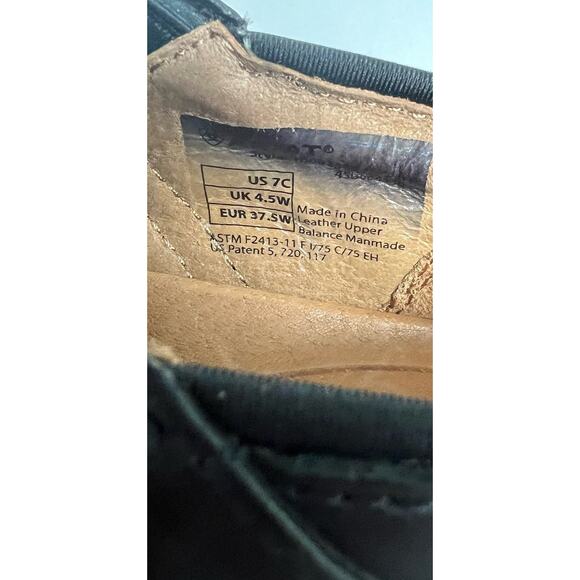 US 7C
UK 4.5W
EUR 37.5W
Made in China
Leather Upper
Balance Manmade
ASTM F2413-11 F I/75 C/75 EH
US Patent 5, 720, 117